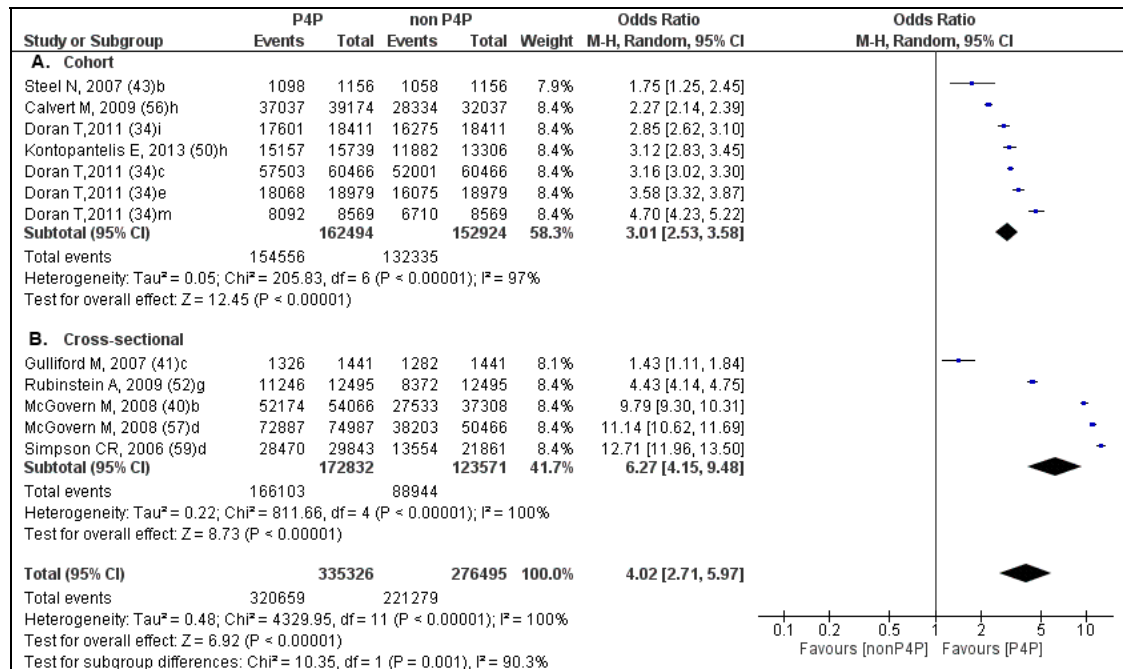 P4P non P4P Odds Ratio Odds Ratio
Study or Subgroup Events Total Events Total Weight M-H, Random, 95% CI M-H, Random, 95% CI
A. Cohort
Steel N, 2007 (43)b 1098 1156 1058 1156 7.9% 1.75 [1.25, 2.45]
Calvert M, 2009 (56)h 37037 39174 28334 32037 8.4% 2.27 [2.14, 2.39]
Doran T,2011 (34)i 17601 18411 16275 18411 8.4% 2.85 [2.62, 3.10]
Kontopantelis E, 2013 (50)h 15157 15739 11882 13306 8.4% 3.12 [2.83, 3.45]
Doran T,2011 (34)c 57503 60466 52001 60466 8.4% 3.16 [3.02, 3.30]
Doran T,2011 (34)e 18068 18979 16075 18979 8.4% 3.58 [3.32, 3.87]
Doran T,2011 (34)m 8092 8569 6710 8569 8.4% 4.70 [4.23, 5.22]
Subtotal (95% CI) 162494 152924 58.3% 3.01 [2.53, 3.58]
Total events 154556 132335
Heterogeneity: Tau² = 0.05; Chi² = 205.83, df = 6 (P < 0.00001); I² = 97%
Test for overall effect: Z = 12.45 (P < 0.00001)
B. Cross-sectional
Gulliford M, 2007 (41)c 1326 1441 1282 1441 8.1% 1.43 [1.11, 1.84]
Rubinstein A, 2009 (52)g 11246 12495 8372 12495 8.4% 4.43 [4.14, 4.75]
McGovern M, 2008 (40)b 52174 54066 27533 37308 8.4% 9.79 [9.30, 10.31]
McGovern M, 2008 (57)d 72887 74987 38203 50466 8.4% 11.14 [10.62, 11.69]
Simpson CR, 2006 (59)d 28470 29843 13554 21861 8.4% 12.71 [11.96, 13.50]
Subtotal (95% CI) 172832 123571 41.7% 6.27 [4.15, 9.48]
Total events 166103 88944
Heterogeneity: Tau² = 0.22; Chi² = 811.66, df = 4 (P < 0.00001); I² = 100%
Test for overall effect: Z = 8.73 (P < 0.00001)
Total (95% CI) 335326 276495 100.0% 4.02 [2.71, 5.97]
Total events 320659 221279
Heterogeneity: Tau² = 0.48; Chi² = 4329.95, df = 11 (P < 0.00001); I² = 100%
Test for overall effect: Z = 6.92 (P < 0.00001)
Test for subgroup differences: Chi² = 10.35, df = 1 (P = 0.001), I² = 90.3%
0.1 0.2 0.5 1 2 5 10
Favours [nonP4P] Favours [P4P]